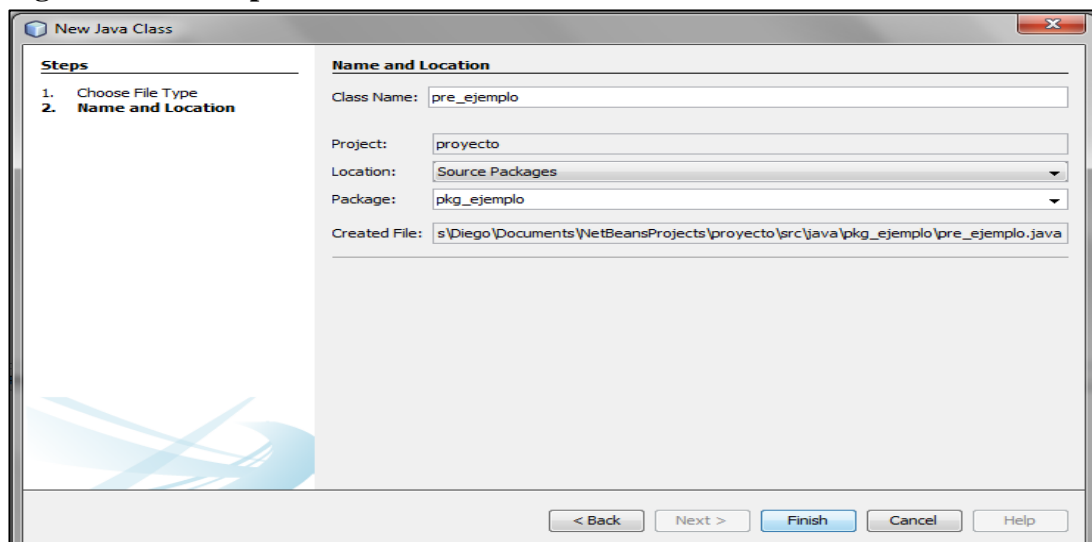 New Java Class
Steps
1. Choose File Type
2. Name and Location
Name and Location
Class Name: pre_ejemplo
Project: proyecto
Location: Source Packages
Package: pkg_ejemplo
Created File: s\Diego\Documents\NetBeansProjects\proyecto\src\java\pkg_ejemplo\pre_ejemplo.java
< Back Next > Finish Cancel Help